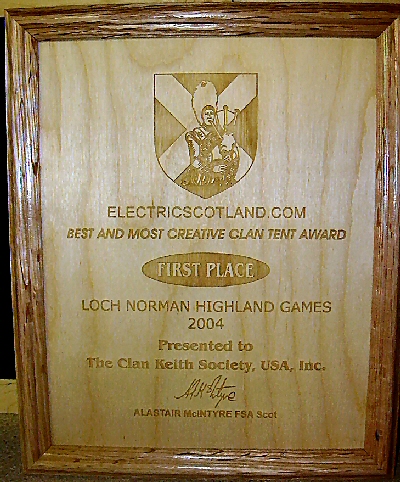 ELECTRICSCOTLAND.COM
BEST AND MOST CREATIVE CLAN TENT AWARD
FIRST PLACE
LOCH NORMAN HIGHLAND GAMES
2004
Presented to
The Clan Keith Society, USA, Inc.
ALASTAIR McINTYRE FSA Scot